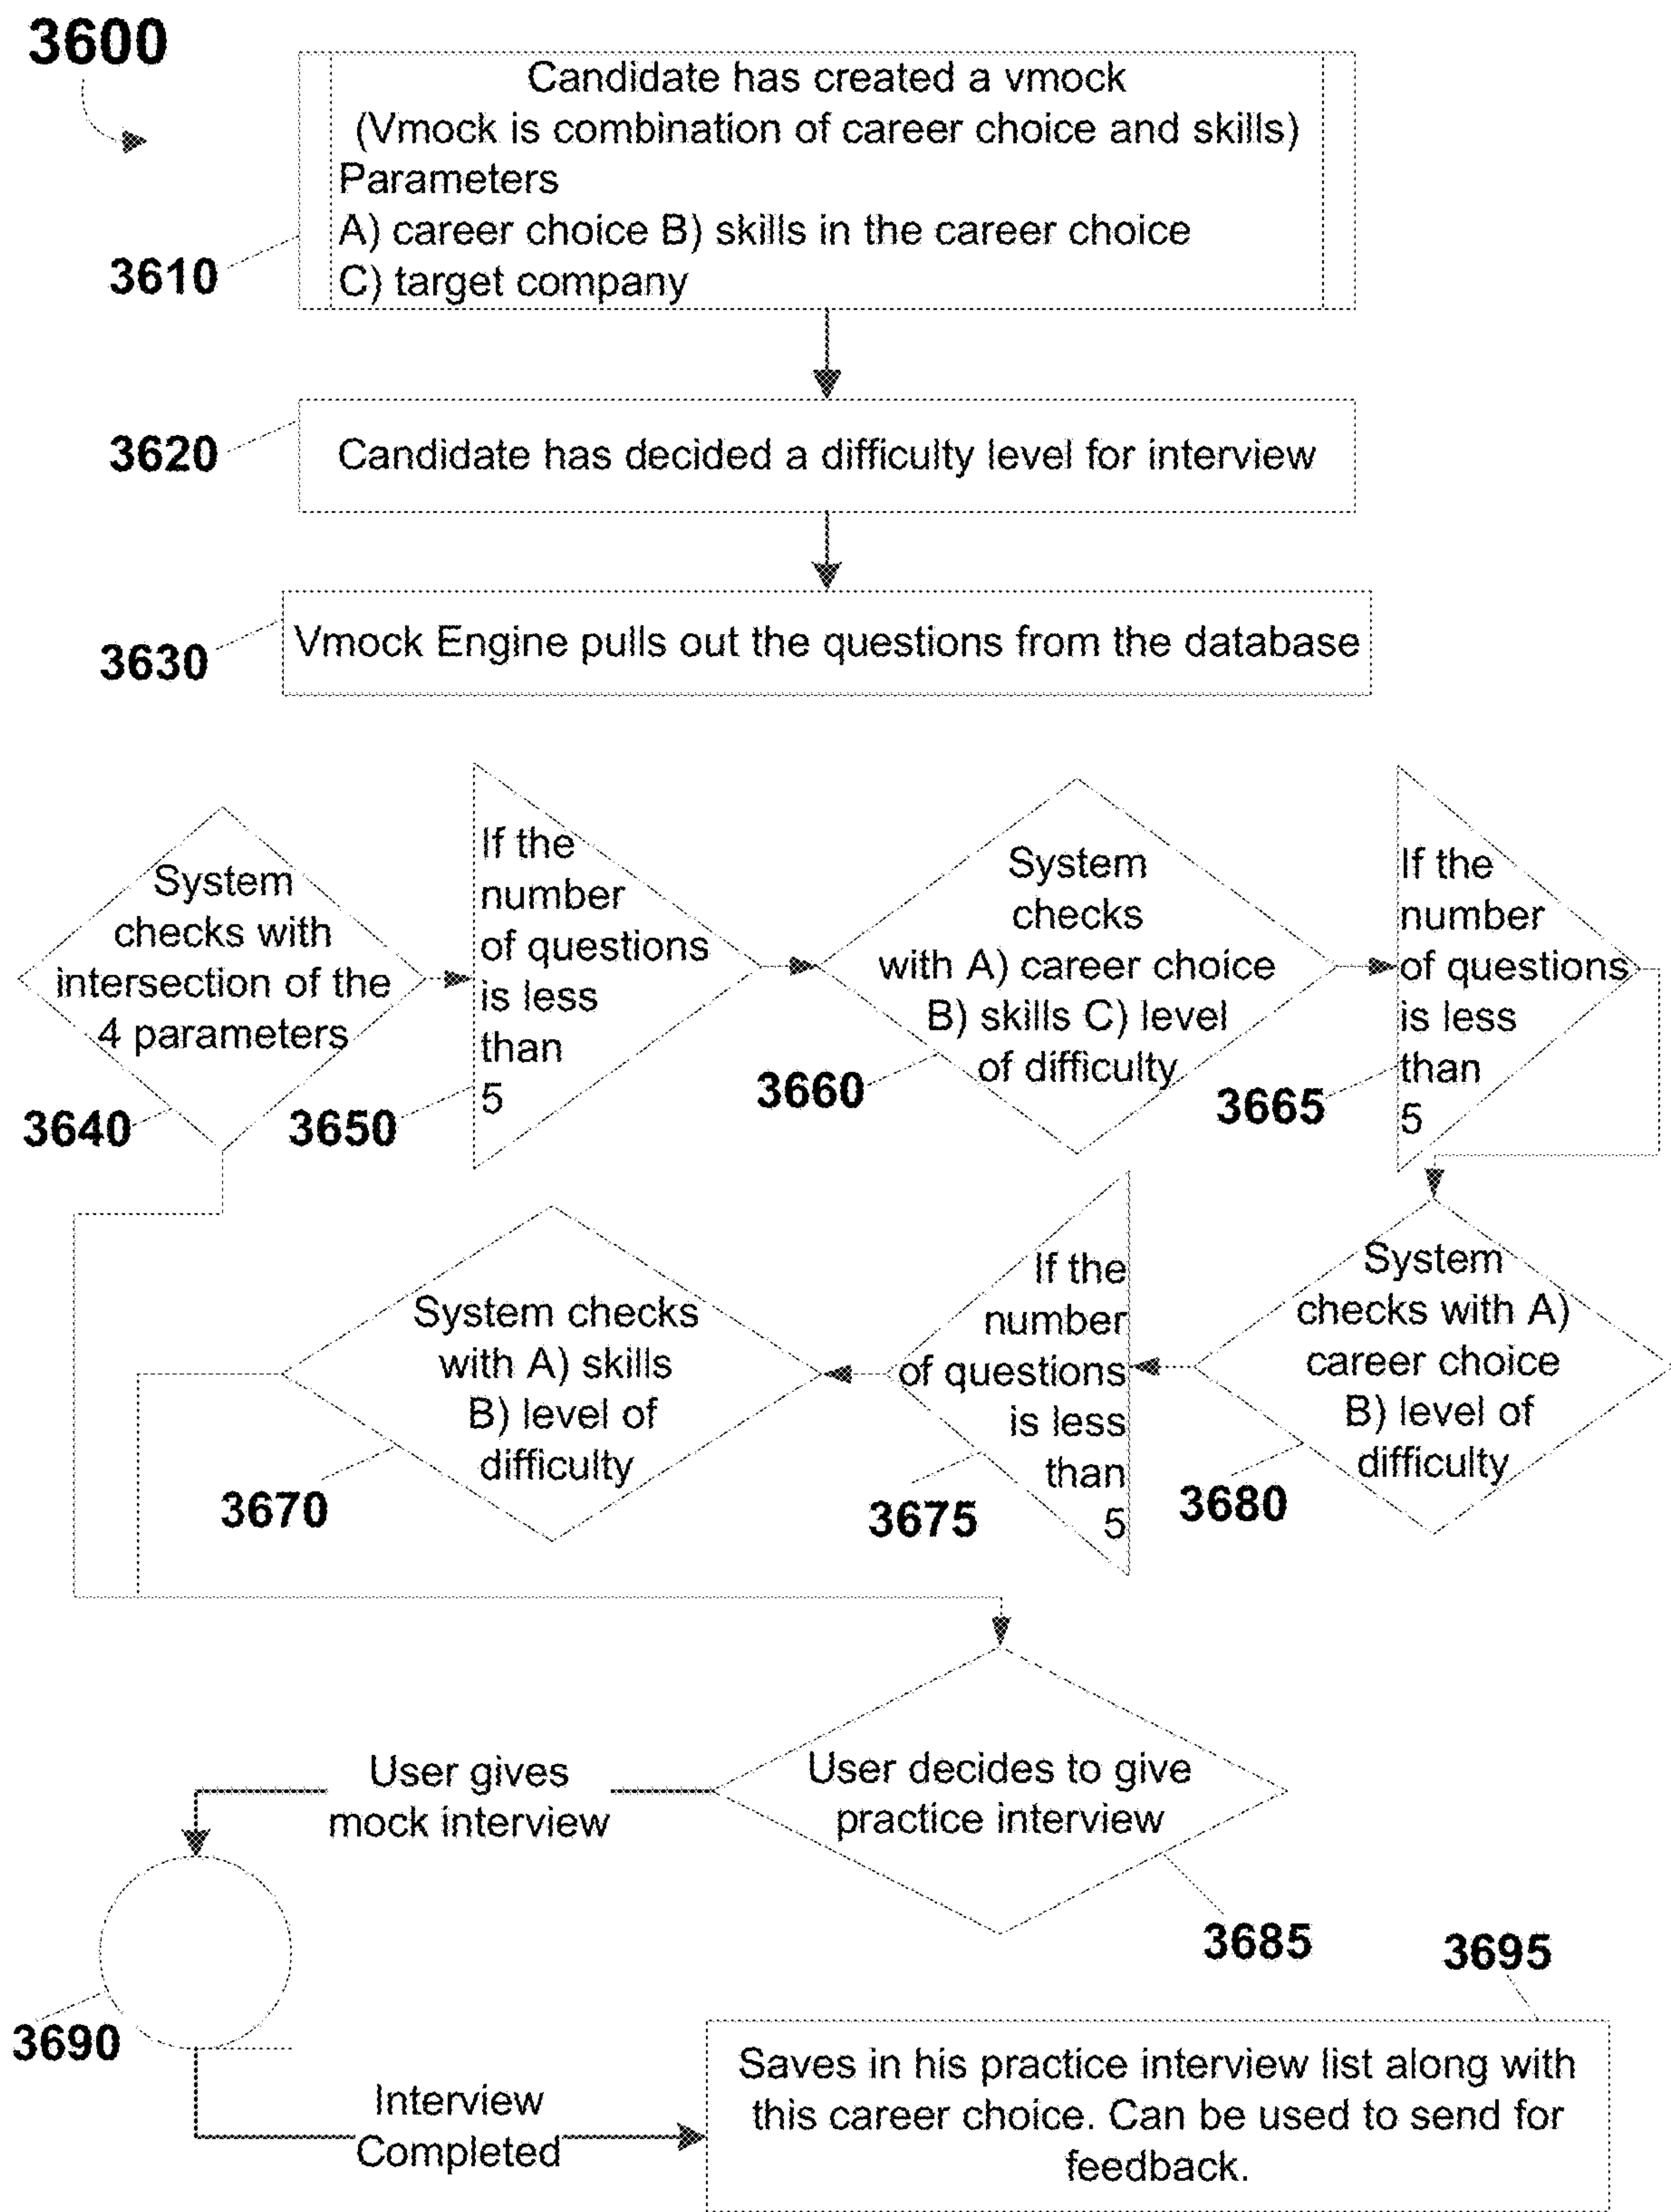 3600
Candidate has created a vmock
(Vmock is combination of career choice and skills)
Parameters
A) career choice B) skills in the career choice
C) target company
3610
Candidate has decided a difficulty level for interview
3620
Vmock Engine pulls out the questions from the database
3630
System
checks with
intersection of the
4 parameters
3640
If the
number
of questions
is less
than
5
3650
System
checks
with A) career choice
B) skills C) level
of difficulty
3660
If the
number
of questions
is less
than
5
3665
System
checks with A)
career choice
B) level of
difficulty
3680
If the
number
of questions
is less
than
5
3675
System checks
with A) skills
B) level of
difficulty
3670
User decides to give
practice interview
3685
User gives
mock interview
3690
Interview
Completed
3695
Saves in his practice interview list along with
this career choice. Can be used to send for
feedback.